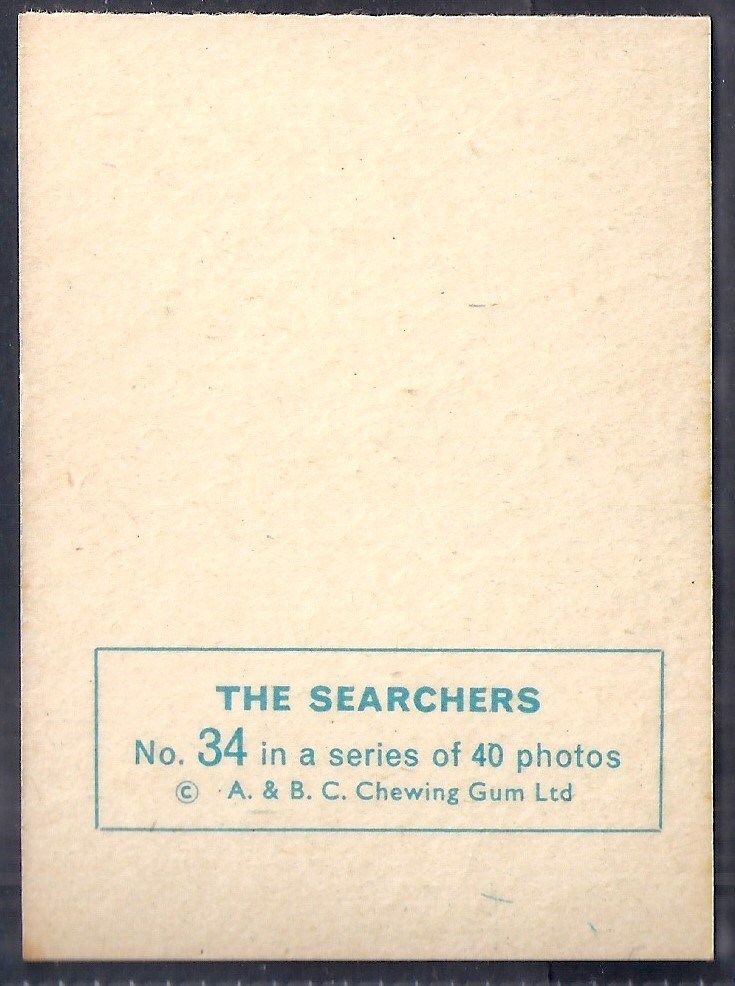 THE SEARCHERS
No. 34 in a series of 40 photos
© A. & B. C. Chewing Gum Ltd